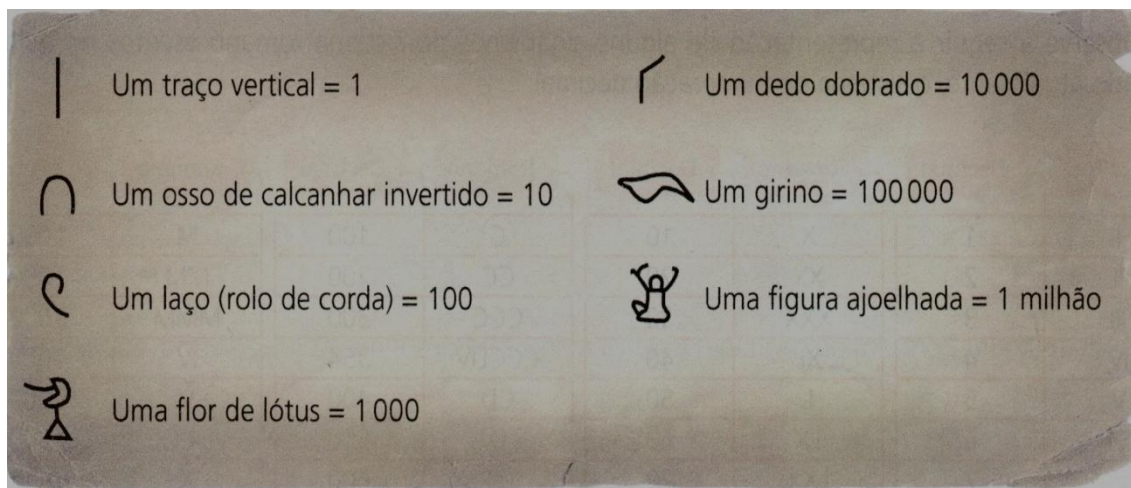 Um traço vertical = 1
Um osso de calcanhar invertido = 10
Um laço (rolo de corda) = 100
Uma flor de lótus = 1 000
Um dedo dobrado = 10 000
Um girino = 100 000
Uma figura ajoelhada = 1 milhão